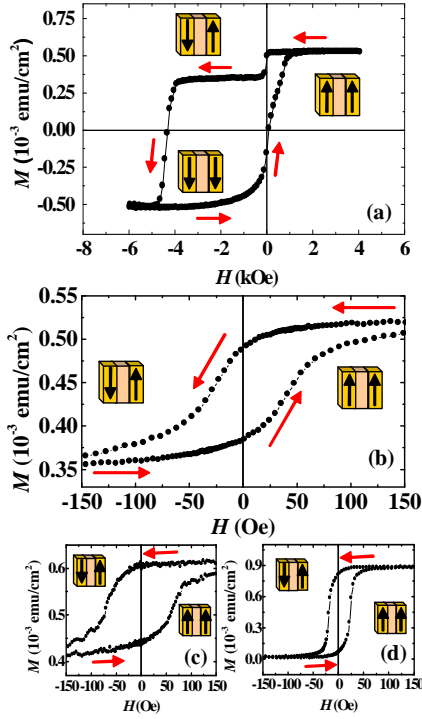 0.50
0.25
0.00
-0.25
-0.50
M (10⁻³ emu/cm²)
(a)
-8 -6 -4 -2 0 2 4 6
H (kOe)
0.55
0.50
0.45
0.40
0.35
M (10⁻³ emu/cm²)
(b)
-150 -100 -50 0 50 100 150
H (Oe)
0.6
0.5
0.4
M (10⁻³ emu/cm²)
(c)
-150 -100 -50 0 50 100 150
H (Oe)
0.9
0.6
0.3
0.0
M (10⁻³ emu/cm²)
(d)
-150 -100 -50 0 50 100 150
H (Oe)